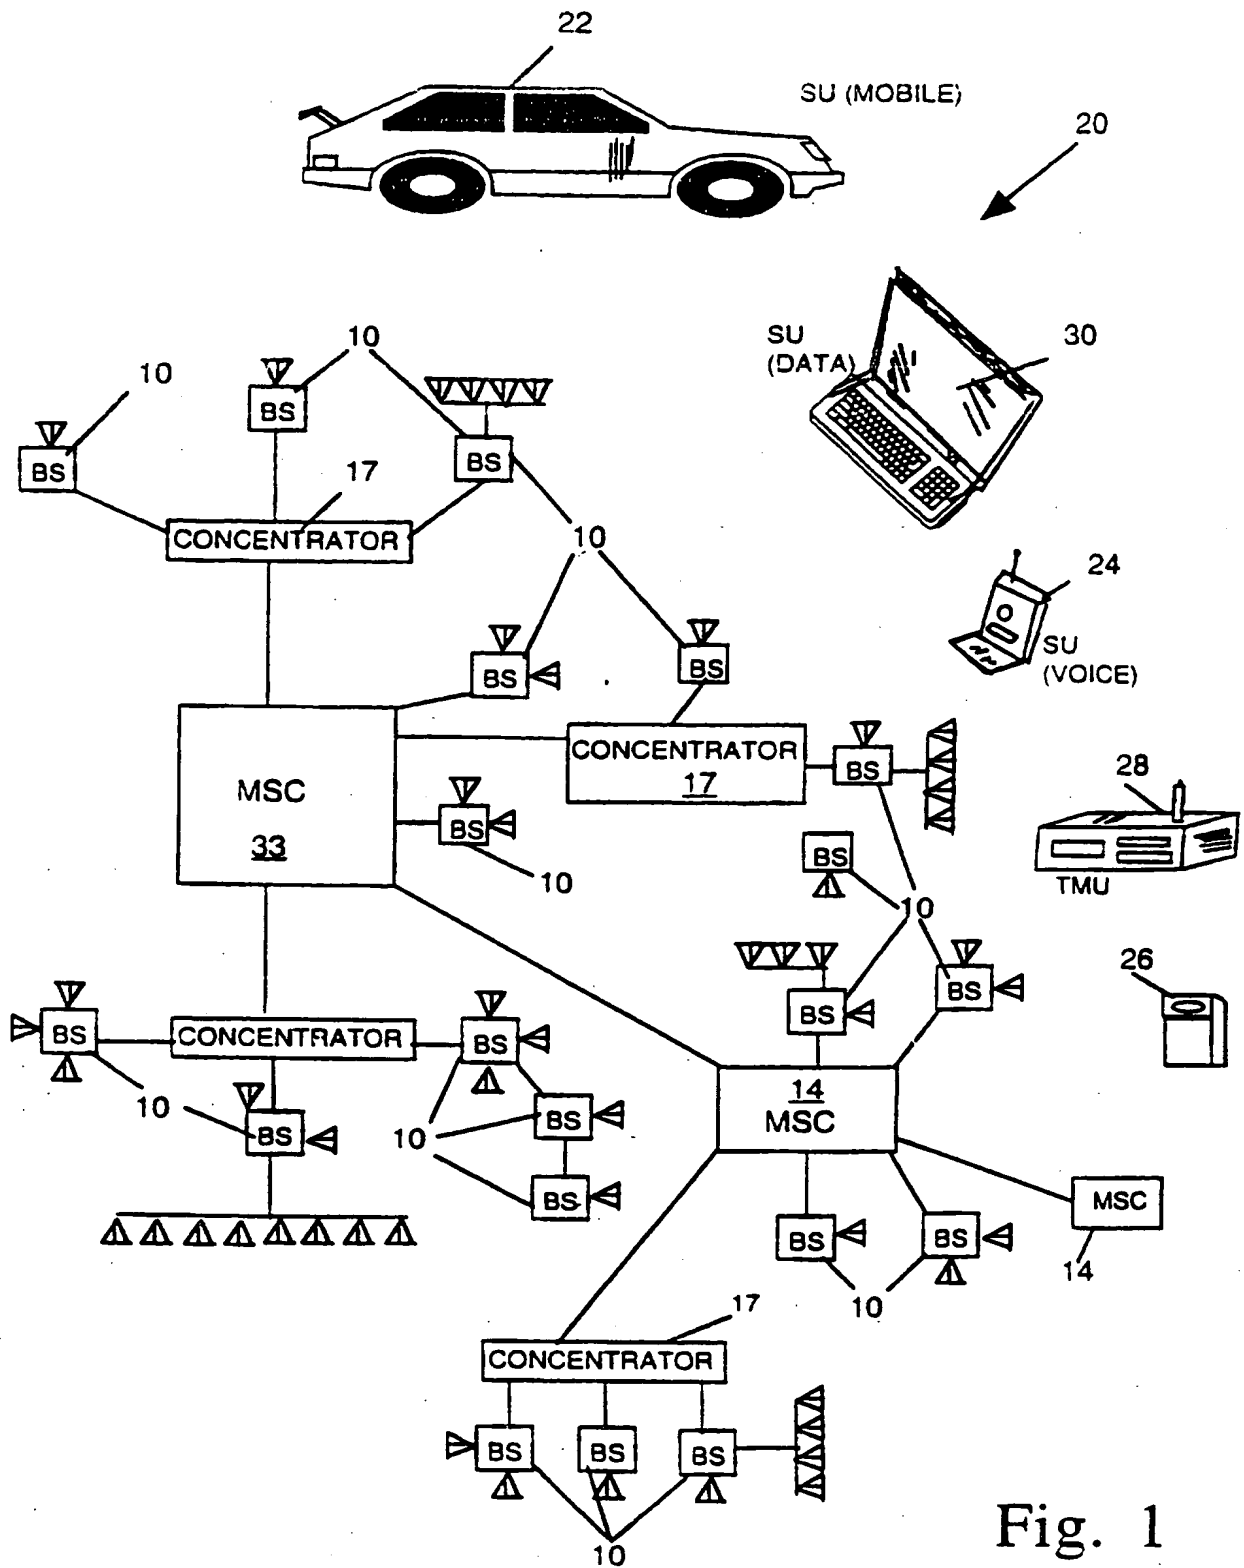 22
SU (MOBILE)
20
SU
(DATA)
30
10
10
BS
BS
BS
17
CONCENTRATOR
10
24
SU
(VOICE)
BS
BS
MSC
33
CONCENTRATOR
17
BS
28
TMU
BS
10
BS
10
26
BS
BS
BS
CONCENTRATOR
BS
10
BS
BS
10
BS
14
MSC
MSC
14
BS
BS
10
17
CONCENTRATOR
BS
BS
BS
10
Fig. 1